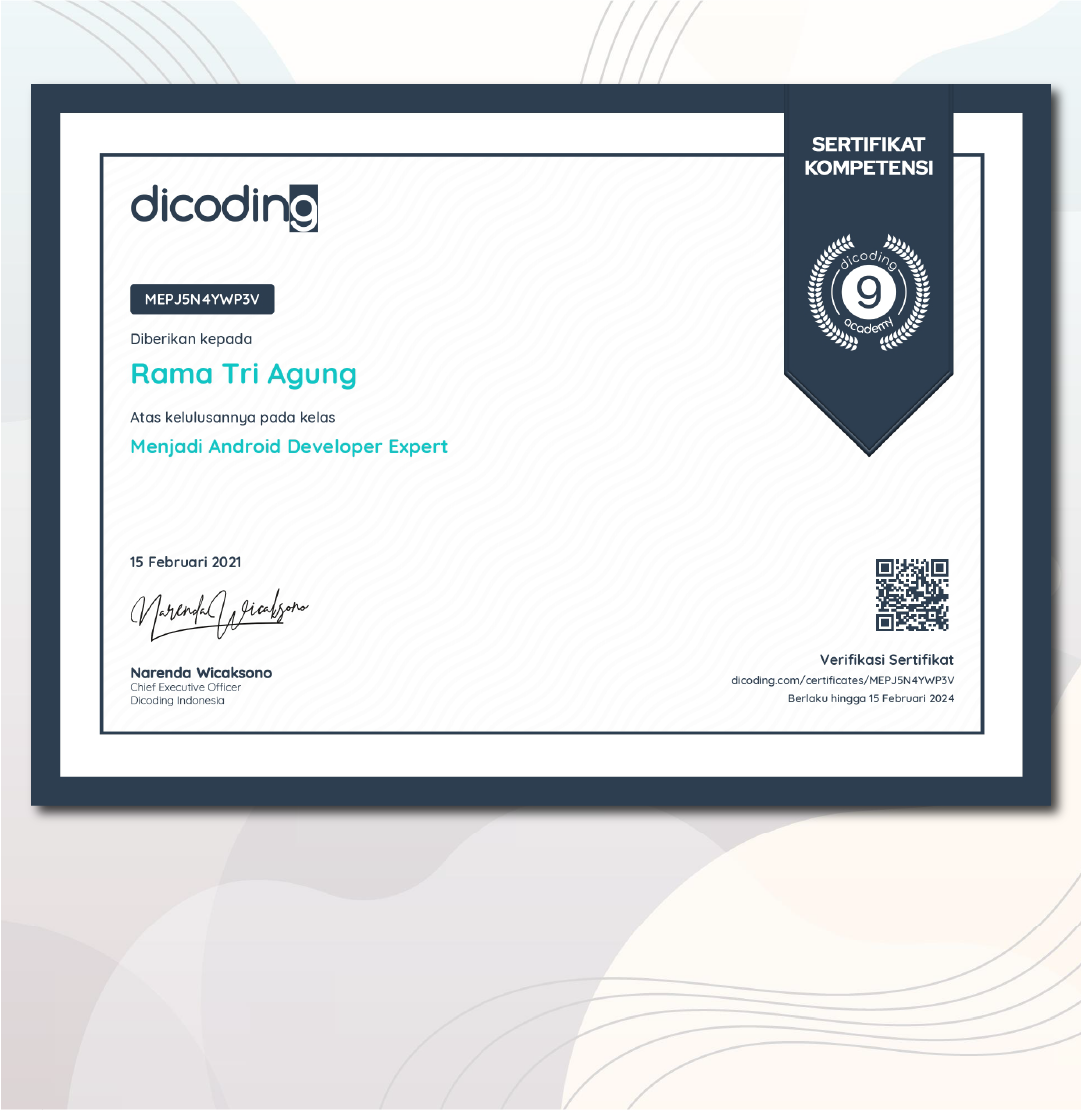 SERTIFIKAT
KOMPETENSI
dicoding
dicoding
9
academy
MEPJ5N4YWP3V
Diberikan kepada
Rama Tri Agung
Atas kelulusannya pada kelas
Menjadi Android Developer Expert
15 Februari 2021
Narenda Wicaksono
Narenda Wicaksono
Chief Executive Officer
Dicoding Indonesia
Verifikasi Sertifikat
dicoding.com/certificates/MEPJ5N4YWP3V
Berlaku hingga 15 Februari 2024